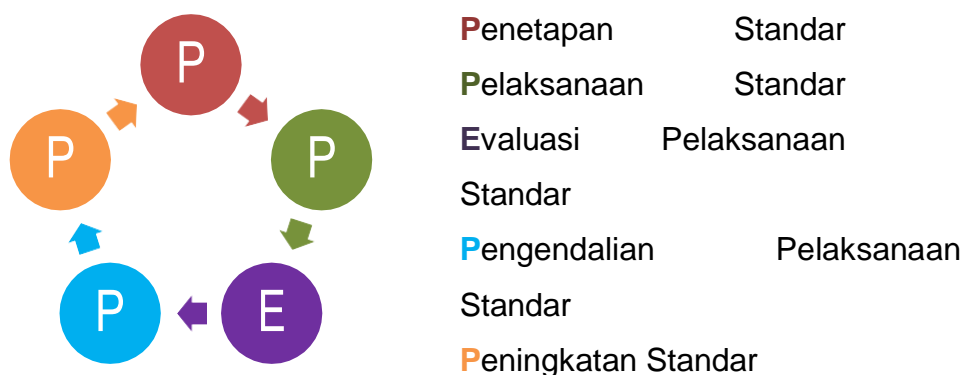 P
P
E
P
P
Penetapan Standar
Pelaksanaan Standar
Evaluasi Pelaksanaan
Standar
Pengendalian Pelaksanaan
Standar
Peningkatan Standar